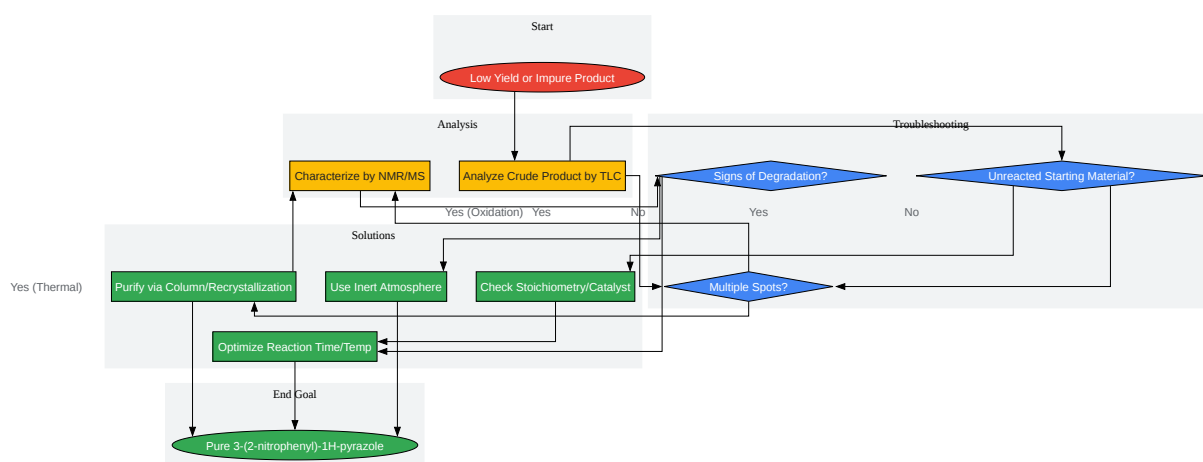 Start
Low Yield or Impure Product
Analysis
Troubleshooting
Characterize by NMR/MS
Analyze Crude Product by TLC
Signs of Degradation?
Unreacted Starting Material?
Yes (Oxidation)
Yes
No
Yes
No
Solutions
Yes (Thermal)
Purify via Column/Recrystallization
Use Inert Atmosphere
Check Stoichiometry/Catalyst
Multiple Spots?
Optimize Reaction Time/Temp
End Goal
Pure 3-(2-nitrophenyl)-1H-pyrazole